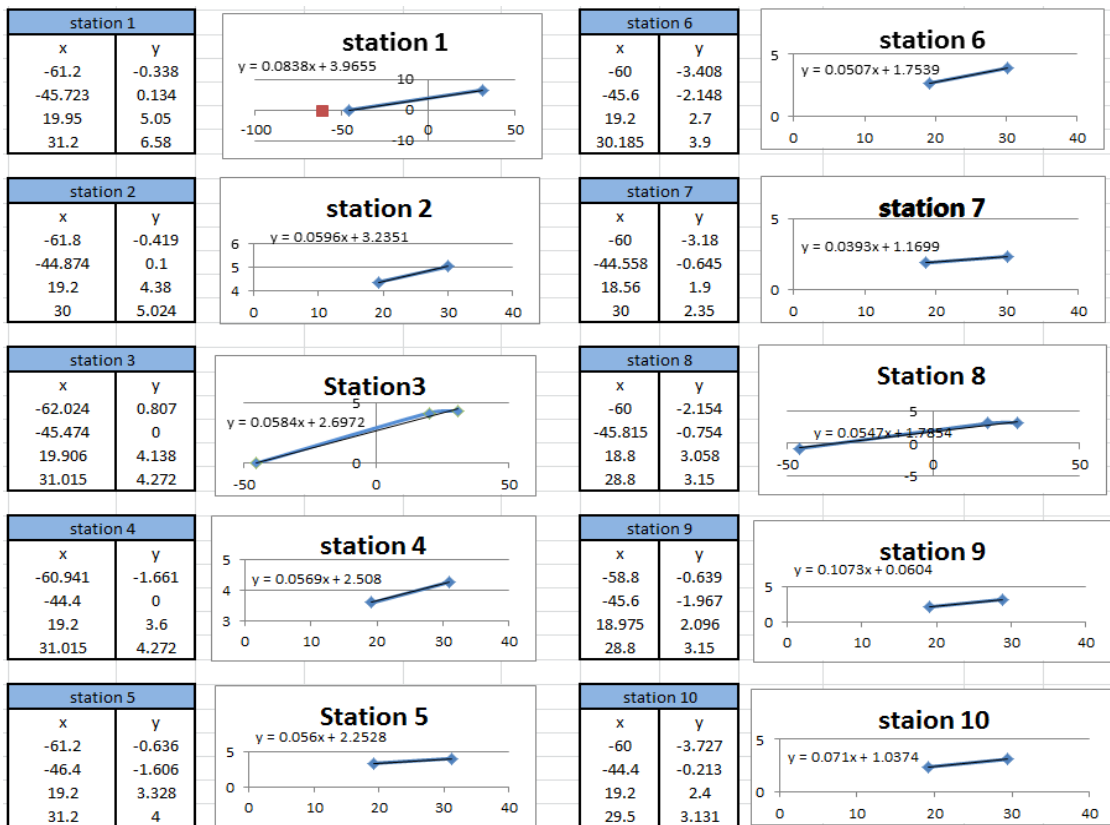 station 1
x y
-61.2 -0.338
-45.723 0.134
19.95 5.05
31.2 6.58
station 1
y = 0.0838x + 3.9655
10
0
-10
-100 -50 0 50
station 6
x y
-60 -3.408
-45.6 -2.148
19.2 2.7
30.185 3.9
station 6
y = 0.0507x + 1.7539
5
0
0 10 20 30 40
station 2
x y
-61.8 -0.419
-44.874 0.1
19.2 4.38
30 5.024
station 2
y = 0.0596x + 3.2351
6
5
4
0 10 20 30 40
station 7
x y
-60 -3.18
-44.558 -0.645
18.56 1.9
30 2.35
station 7
y = 0.0393x + 1.1699
5
0
0 10 20 30 40
station 3
x y
-62.024 0.807
-45.474 0
19.906 4.138
31.015 4.272
Station3
y = 0.0584x + 2.6972
5
0
-50 0 50
station 8
x y
-60 -2.154
-45.815 -0.754
18.8 3.058
28.8 3.15
Station 8
y = 0.0547x + 1.7854
5
0
-5
-50 0 50
station 4
x y
-60.941 -1.661
-44.4 0
19.2 3.6
31.015 4.272
station 4
y = 0.0569x + 2.508
5
4
3
0 10 20 30 40
station 9
x y
-58.8 -0.639
-45.6 -1.967
18.975 2.096
28.8 3.15
station 9
y = 0.1073x + 0.0604
5
0
0 10 20 30 40
station 5
x y
-61.2 -0.636
-46.4 -1.606
19.2 3.328
31.2 4
Station 5
y = 0.056x + 2.2528
5
0
0 10 20 30 40
station 10
x y
-60 -3.727
-44.4 -0.213
19.2 2.4
29.5 3.131
staion 10
y = 0.071x + 1.0374
5
0
0 10 20 30 40